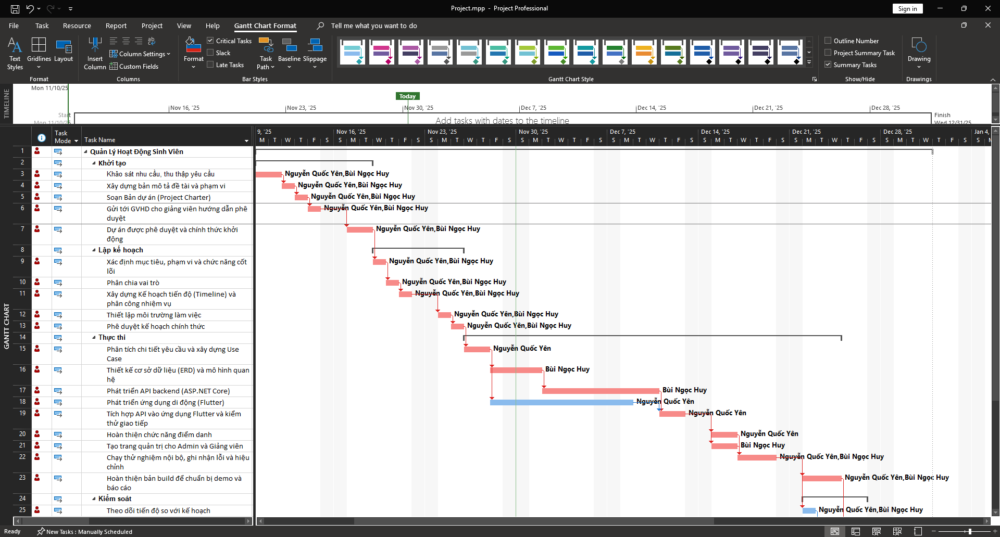 Project.mpp - Project Professional
Sign in
File Task Resource Report Project View Help Gantt Chart Format Tell me what you want to do
Text Styles
Gridlines
Layout
Format
Insert Column
Column Settings
Custom Fields
Columns
Format
Critical Tasks
Slack
Late Tasks
Task Path
Baseline
Slippage
Bar Styles
Gantt Chart Style
Outline Number
Project Summary Task
Summary Tasks
Show/Hide
Drawing
Drawings
TIMELINE
Mon 11/10/25
Today
Nov 16, '25 Nov 23, '25 Nov 30, '25 Dec 7, '25 Dec 14, '25 Dec 21, '25 Dec 28, '25
Start
Mon 11/10/25
Add tasks with dates to the timeline
Finish
Wed 12/31/25
GANTT CHART
Task Mode
Task Name
9, '25 Nov 16, '25 Nov 23, '25 Nov 30, '25 Dec 7, '25 Dec 14, '25 Dec 21, '25 Dec 28, '25 Jan 4,
M T W T F S S M T W T F S S M T W T F S S M T W T F S S M T W T F S S M T W T F S S M T W T F S S M T W T F S S M
1 Quản Lý Hoạt Động Sinh Viên
2 Khởi tạo
3 Khảo sát nhu cầu, thu thập yêu cầu Nguyễn Quốc Yên,Bùi Ngọc Huy
4 Xây dựng bản mô tả đề tài và phạm vi Nguyễn Quốc Yên,Bùi Ngọc Huy
5 Soạn Bản dự án (Project Charter) Nguyễn Quốc Yên,Bùi Ngọc Huy
6 Gửi tới GVHD cho giảng viên hướng dẫn phê Nguyễn Quốc Yên,Bùi Ngọc Huy
duyệt
7 Dự án được phê duyệt và chính thức khởi Nguyễn Quốc Yên,Bùi Ngọc Huy
động
8 Lập kế hoạch
9 Xác định mục tiêu, phạm vi và chức năng cốt Nguyễn Quốc Yên,Bùi Ngọc Huy
lõi
10 Phân chia vai trò Nguyễn Quốc Yên,Bùi Ngọc Huy
11 Xây dựng Kế hoạch tiến độ (Timeline) và Nguyễn Quốc Yên,Bùi Ngọc Huy
phân công nhiệm vụ
12 Thiết lập môi trường làm việc Nguyễn Quốc Yên,Bùi Ngọc Huy
13 Phê duyệt kế hoạch chính thức Nguyễn Quốc Yên,Bùi Ngọc Huy
14 Thực thi
15 Phân tích chi tiết yêu cầu và xây dựng Use Nguyễn Quốc Yên
Case
16 Thiết kế cơ sở dữ liệu (ERD) và mô hình quan Bùi Ngọc Huy
hệ
17 Phát triển API backend (ASP.NET Core) Bùi Ngọc Huy
18 Phát triển ứng dụng di động (Flutter) Nguyễn Quốc Yên
19 Tích hợp API vào ứng dụng Flutter và kiểm Nguyễn Quốc Yên
thử giao tiếp
20 Hoàn thiện chức năng điểm danh Nguyễn Quốc Yên
21 Tạo trang quản trị cho Admin và Giảng viên Bùi Ngọc Huy
22 Chạy thử nghiệm nội bộ, ghi nhận lỗi và hiệu Nguyễn Quốc Yên,Bùi Ngọc Huy
chỉnh
23 Hoàn thiện bản build để chuẩn bị demo và Nguyễn Quốc Yên,Bùi Ngọc Huy
báo cáo
24 Kiểm soát
25 Theo dõi tiến độ so với kế hoạch Nguyễn Quốc Yên,Bùi Ngọc Huy
Ready New Tasks : Manually Scheduled